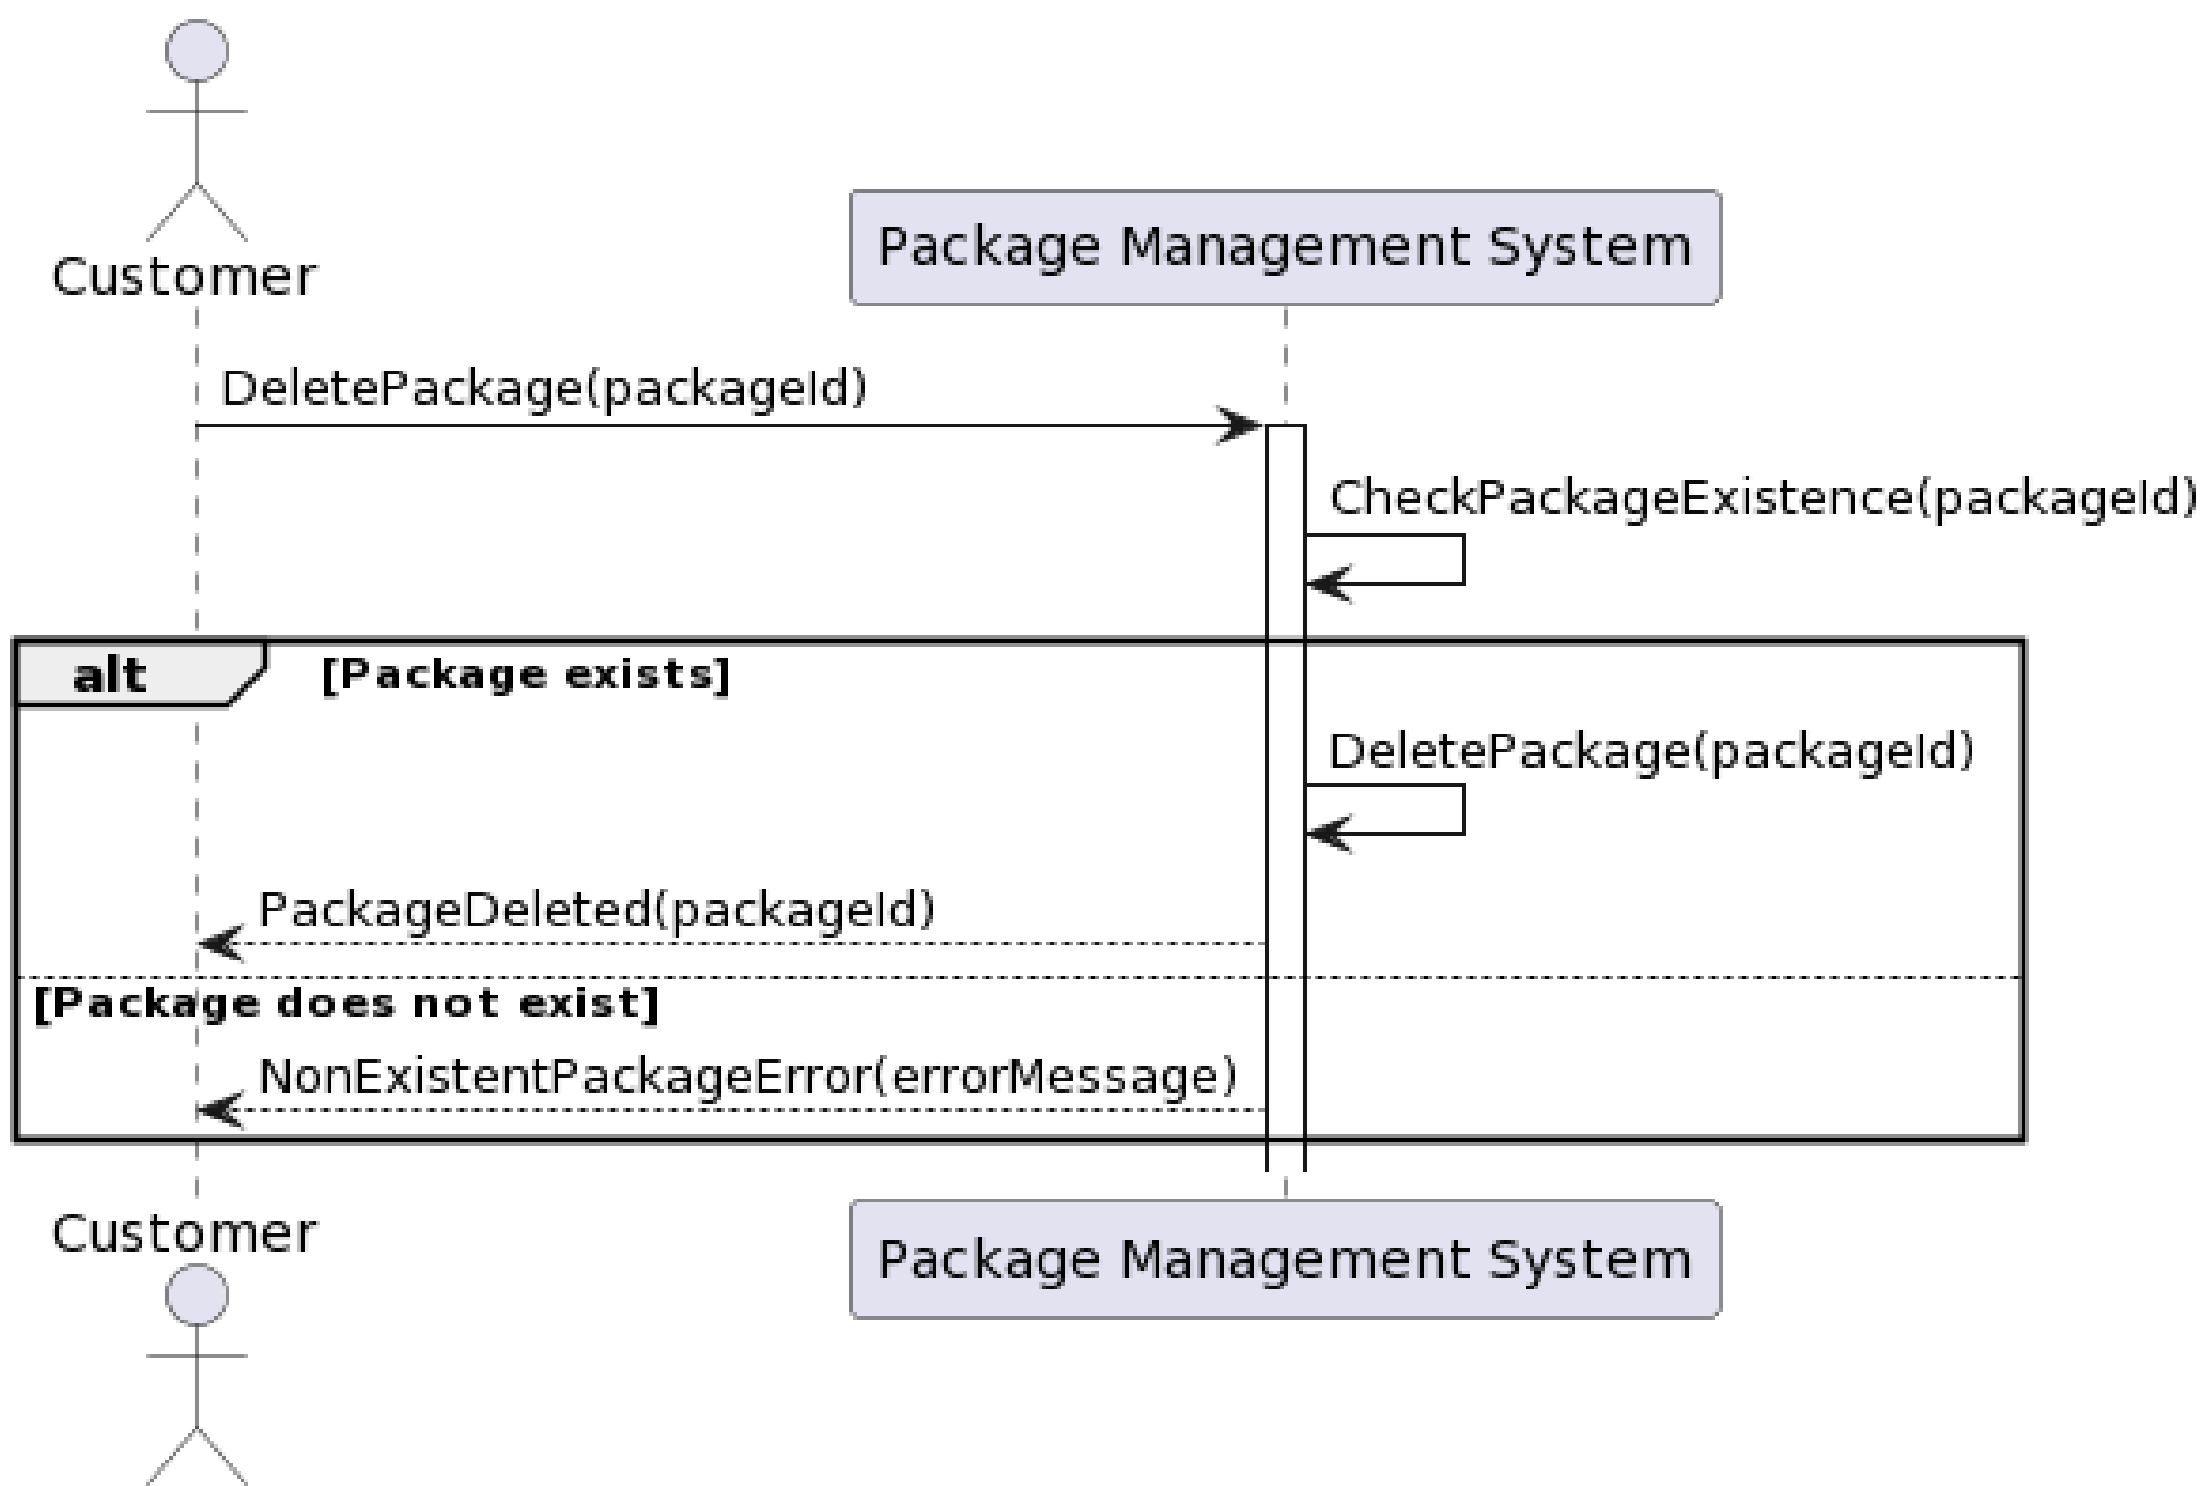 Customer
Package Management System
DeletePackage(packageId)
CheckPackageExistence(packageId)
alt [Package exists]
DeletePackage(packageId)
PackageDeleted(packageId)
[Package does not exist]
NonExistentPackageError(errorMessage)
Customer
Package Management System